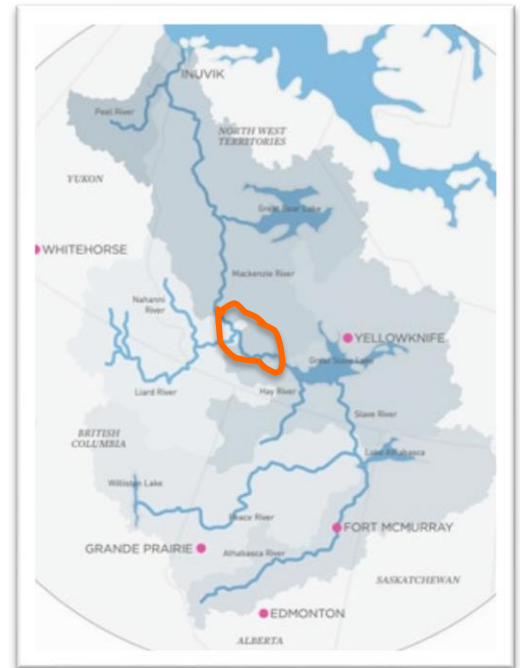 INUVIK
Peel River
NORTH WEST
TERRITORIES
YUKON
Great Bear Lake
WHITEHORSE
Mackenzie River
Nahanni
River
YELLOWKNIFE
Great Slave Lake
Liard River
Hay River
Slave River
BRITISH
COLUMBIA
Lake Athabasca
Williston Lake
Peace River
FORT MCMURRAY
GRANDE PRAIRIE
Athabasca River
SASKATCHEWAN
EDMONTON
ALBERTA